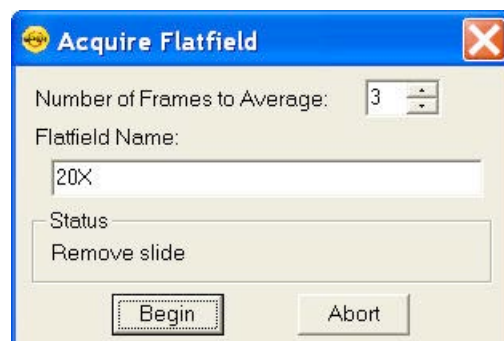 Acquire Flatfield
Number of Frames to Average: 3
Flatfield Name:
20X
Status
Remove slide
Begin Abort